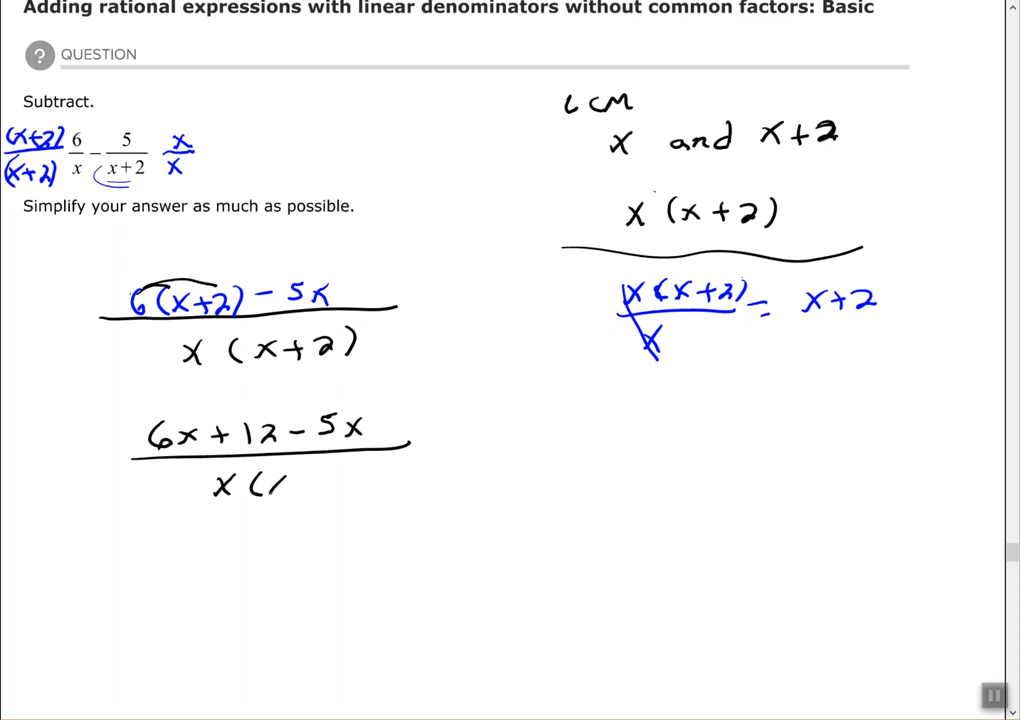 Adding rational expressions with linear denominators without common factors: Basic
? QUESTION
Subtract.
(x+2)/(x+2) 6/x − 5/(x+2) x/x
Simplify your answer as much as possible.
LCM
x and x+2
x (x+2)
x(x+2)/x = x+2
6(x+2) − 5x
x (x+2)
6x + 12 − 5x
x (